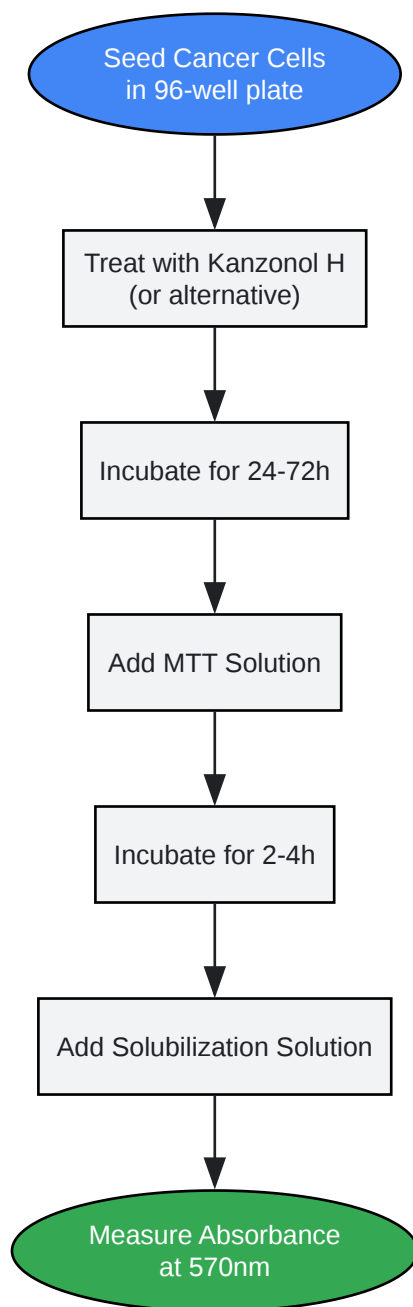 Seed Cancer Cells
in 96-well plate
Treat with Kanzonol H
(or alternative)
Incubate for 24-72h
Add MTT Solution
Incubate for 2-4h
Add Solubilization Solution
Measure Absorbance
at 570nm